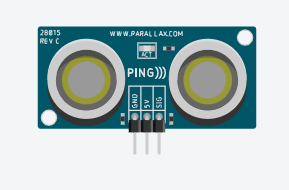 28015
REV C
WWW.PARALLAX.COM
ACT
PING)))
GND
5V
SIG